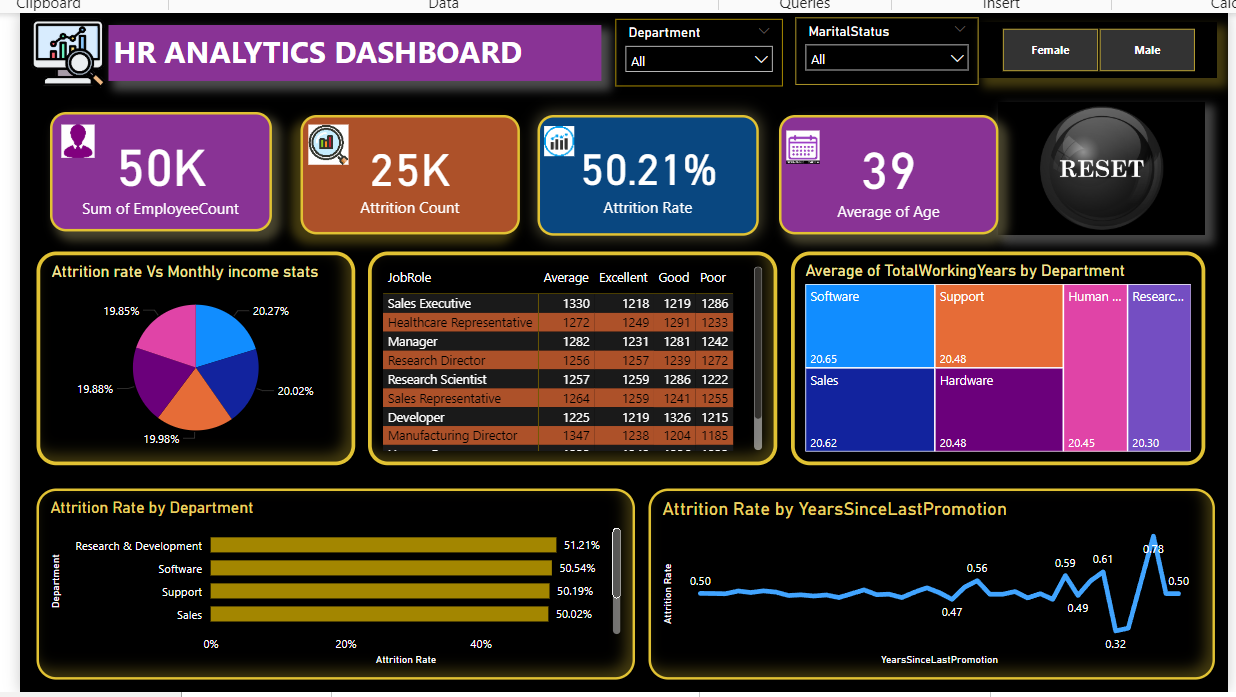 Clipboard Data Queries Insert
HR ANALYTICS DASHBOARD
Department
All
MaritalStatus
All
Female Male
50K
Sum of EmployeeCount
25K
Attrition Count
50.21%
Attrition Rate
39
Average of Age
RESET
Attrition rate Vs Monthly income stats
19.85% 20.27%
19.88% 20.02%
19.98%
JobRole Average Excellent Good Poor
Sales Executive 1330 1218 1219 1286
Healthcare Representative 1272 1249 1291 1233
Manager 1282 1231 1281 1242
Research Director 1256 1257 1239 1272
Research Scientist 1257 1259 1286 1222
Sales Representative 1264 1259 1241 1255
Developer 1225 1219 1326 1215
Manufacturing Director 1347 1238 1204 1185
Average of TotalWorkingYears by Department
Software Support Human ... Researc...
20.65 20.48
Sales Hardware
20.62 20.48 20.45 20.30
Attrition Rate by Department
Department
Research & Development 51.21%
Software 50.54%
Support 50.19%
Sales 50.02%
0% 20% 40%
Attrition Rate
Attrition Rate by YearsSinceLastPromotion
Attrition Rate
0.50 0.47 0.56 0.59 0.49 0.61 0.32 0.78 0.50
YearsSinceLastPromotion